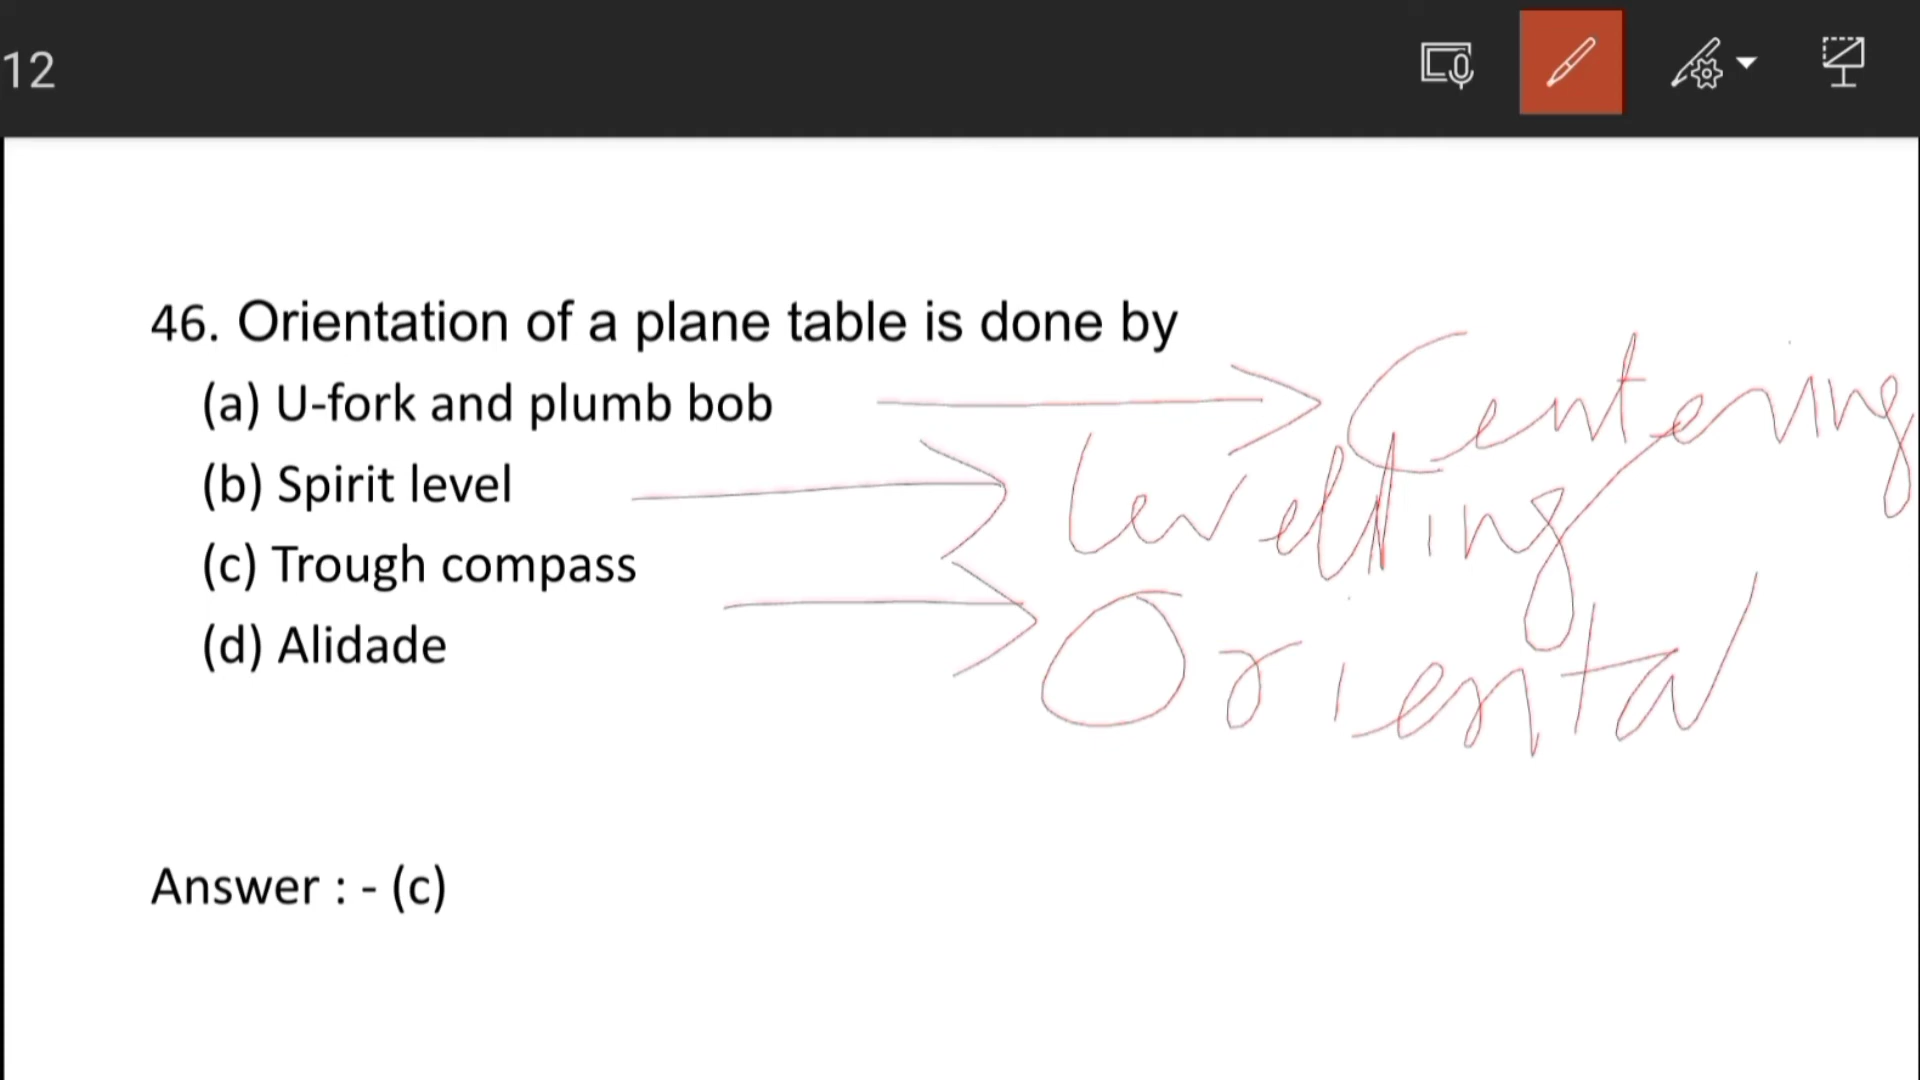 12
46. Orientation of a plane table is done by
(a) U-fork and plumb bob Centering
(b) Spirit level Levelling
(c) Trough compass Orienta
(d) Alidade
Answer : - (c)